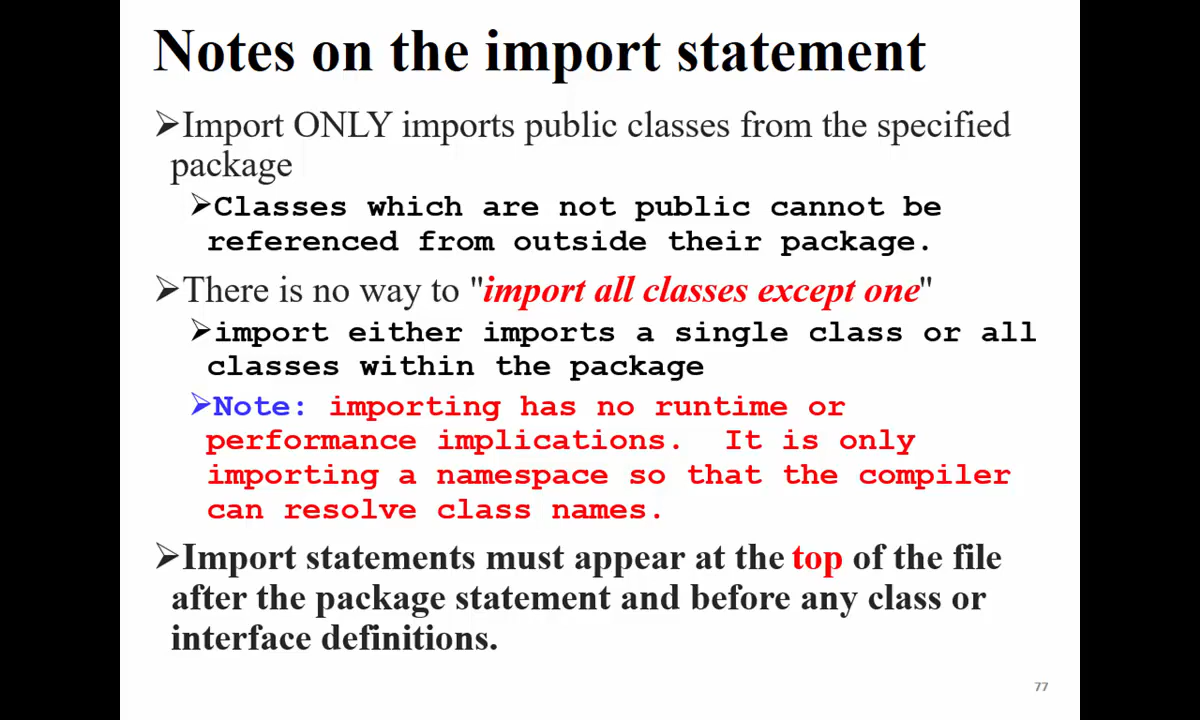 Notes on the import statement
➢Import ONLY imports public classes from the specified
package
➢Classes which are not public cannot be
referenced from outside their package.
➢There is no way to "import all classes except one"
➢import either imports a single class or all
classes within the package
➢Note: importing has no runtime or
performance implications.  It is only
importing a namespace so that the compiler
can resolve class names.
➢Import statements must appear at the top of the file
after the package statement and before any class or
interface definitions.
77